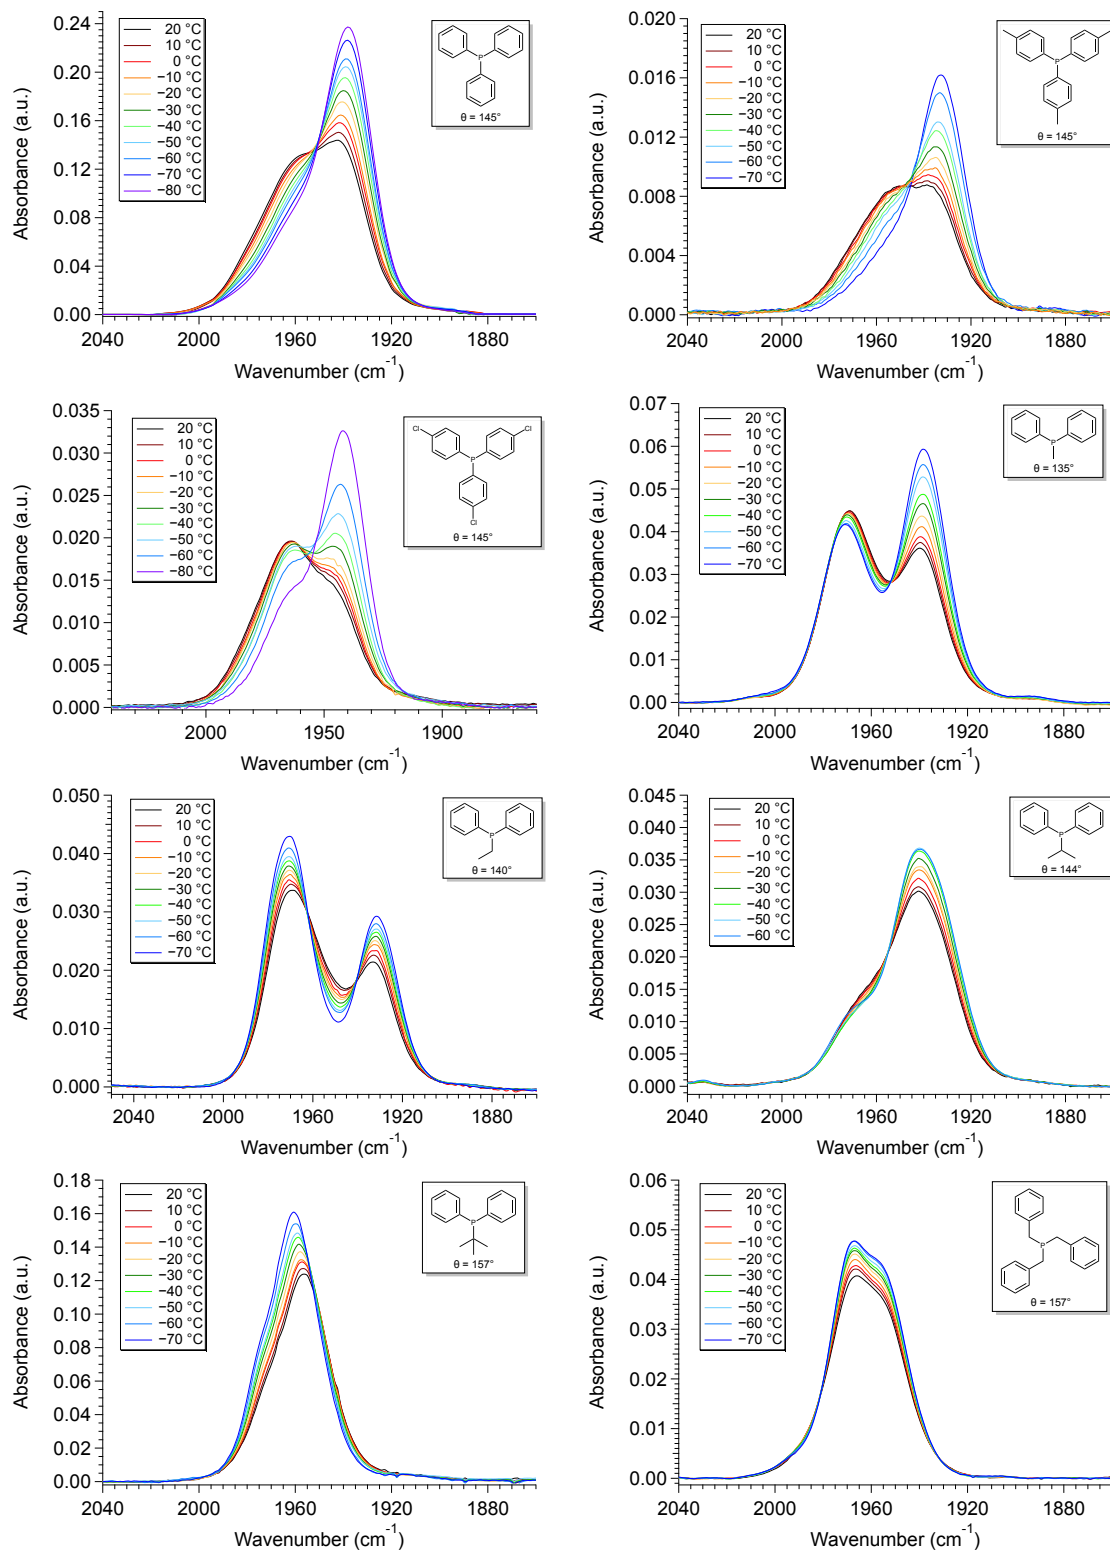 Absorbance (a.u.)
0.24
0.20
0.16
0.12
0.08
0.04
0.00
20 °C
10 °C
0 °C
−10 °C
−20 °C
−30 °C
−40 °C
−50 °C
−60 °C
−70 °C
−80 °C
P
θ = 145°
2040 2000 1960 1920 1880
Wavenumber (cm⁻¹)
Absorbance (a.u.)
0.020
0.016
0.012
0.008
0.004
0.000
20 °C
10 °C
0 °C
−10 °C
−20 °C
−30 °C
−40 °C
−50 °C
−60 °C
−70 °C
P
θ = 145°
2040 2000 1960 1920 1880
Wavenumber (cm⁻¹)
Absorbance (a.u.)
0.035
0.030
0.025
0.020
0.015
0.010
0.005
0.000
20 °C
10 °C
0 °C
−10 °C
−20 °C
−30 °C
−40 °C
−50 °C
−60 °C
−80 °C
Cl Cl
P
Cl
θ = 145°
2000 1950 1900
Wavenumber (cm⁻¹)
Absorbance (a.u.)
0.07
0.06
0.05
0.04
0.03
0.02
0.01
0.00
20 °C
10 °C
0 °C
−10 °C
−20 °C
−30 °C
−40 °C
−50 °C
−60 °C
−70 °C
P
θ = 135°
2040 2000 1960 1920 1880
Wavenumber (cm⁻¹)
Absorbance (a.u.)
0.050
0.040
0.030
0.020
0.010
0.000
20 °C
10 °C
0 °C
−10 °C
−20 °C
−30 °C
−40 °C
−50 °C
−60 °C
−70 °C
P
θ = 140°
2040 2000 1960 1920 1880
Wavenumber (cm⁻¹)
Absorbance (a.u.)
0.045
0.040
0.035
0.030
0.025
0.020
0.015
0.010
0.005
0.000
20 °C
10 °C
0 °C
−10 °C
−20 °C
−30 °C
−40 °C
−50 °C
−60 °C
P
θ = 144°
2040 2000 1960 1920 1880
Wavenumber (cm⁻¹)
Absorbance (a.u.)
0.18
0.16
0.14
0.12
0.10
0.08
0.06
0.04
0.02
0.00
20 °C
10 °C
0 °C
−10 °C
−20 °C
−30 °C
−40 °C
−50 °C
−60 °C
−70 °C
P
θ = 157°
2040 2000 1960 1920 1880
Wavenumber (cm⁻¹)
Absorbance (a.u.)
0.06
0.05
0.04
0.03
0.02
0.01
0.00
20 °C
10 °C
0 °C
−10 °C
−20 °C
−30 °C
−40 °C
−50 °C
−60 °C
−70 °C
P
θ = 157°
2040 2000 1960 1920 1880
Wavenumber (cm⁻¹)